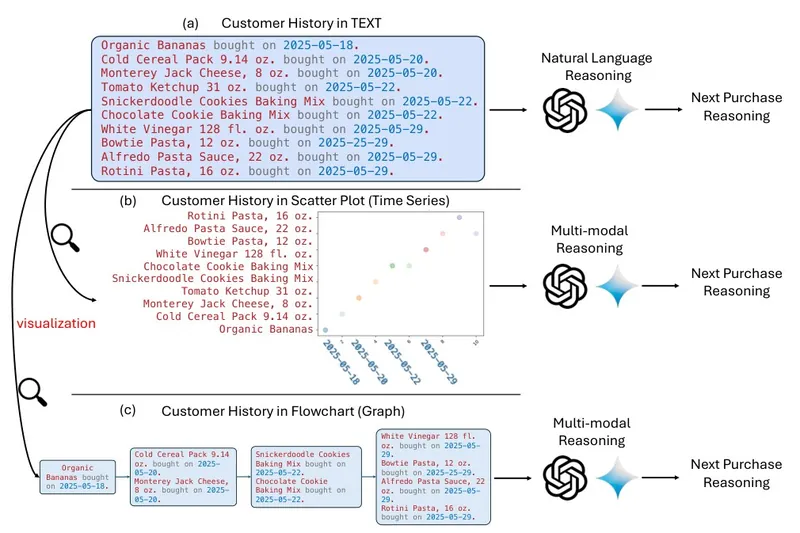 (a) Customer History in TEXT
Organic Bananas bought on 2025-05-18.
Cold Cereal Pack 9.14 oz. bought on 2025-05-20.
Monterey Jack Cheese, 8 oz. bought on 2025-05-20.
Tomato Ketchup 31 oz. bought on 2025-05-22.
Snickerdoodle Cookies Baking Mix bought on 2025-05-22.
Chocolate Cookie Baking Mix bought on 2025-05-22.
White Vinegar 128 fl. oz. bought on 2025-05-29.
Bowtie Pasta, 12 oz. bought on 2025-25-29.
Alfredo Pasta Sauce, 22 oz. bought on 2025-05-29.
Rotini Pasta, 16 oz. bought on 2025-05-29.
Natural Language
Reasoning
Next Purchase
Reasoning
(b) Customer History in Scatter Plot (Time Series)
Rotini Pasta, 16 oz.
Alfredo Pasta Sauce, 22 oz.
Bowtie Pasta, 12 oz.
White Vinegar 128 fl. oz.
Chocolate Cookie Baking Mix
Snickerdoodle Cookies Baking Mix
Tomato Ketchup 31 oz.
Monterey Jack Cheese, 8 oz.
Cold Cereal Pack 9.14 oz.
Organic Bananas
2025-05-18
2025-05-20
2025-05-22
2025-05-29
Multi-modal
Reasoning
Next Purchase
Reasoning
visualization
(c) Customer History in Flowchart (Graph)
Organic
Bananas bought
on 2025-05-18.
Cold Cereal Pack 9.14
oz. bought on 2025-
05-20.
Monterey Jack Cheese,
8 oz. bought on 2025-
05-20.
Snickerdoodle Cookies
Baking Mix bought on
2025-05-22.
Chocolate Cookie
Baking Mix bought on
2025-05-22.
White Vinegar 128 fl.
oz. bought on 2025-05-
29.
Bowtie Pasta, 12 oz.
bought on 2025-25-29.
Alfredo Pasta Sauce, 22
oz. bought on 2025-05-
29.
Rotini Pasta, 16 oz.
bought on 2025-05-29.
Multi-modal
Reasoning
Next Purchase
Reasoning